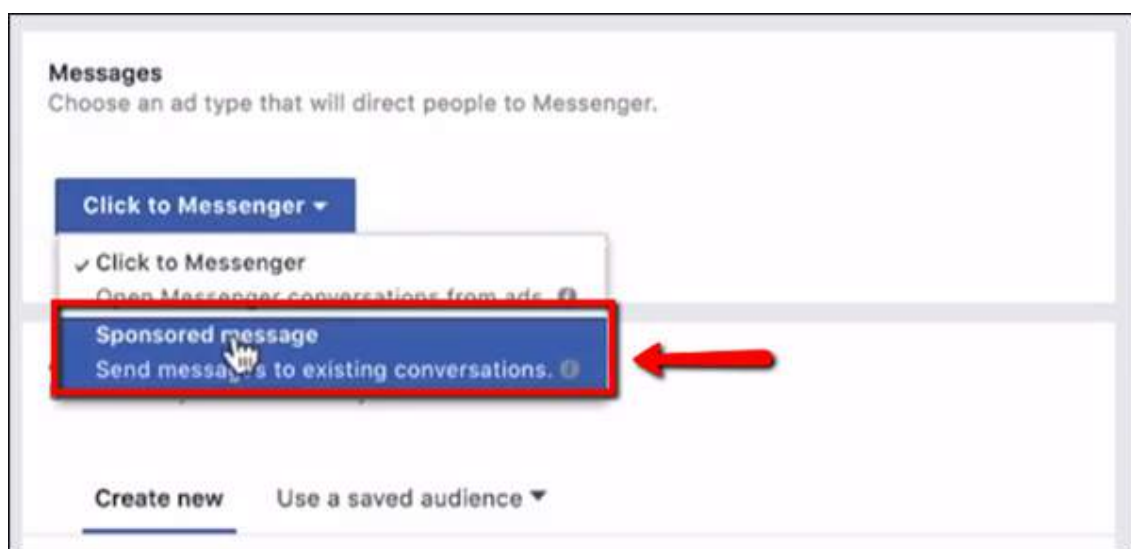 Messages
Choose an ad type that will direct people to Messenger.
Click to Messenger
Click to Messenger
Open Messenger conversations from ads.
Sponsored message
Send messages to existing conversations.
Create new
Use a saved audience